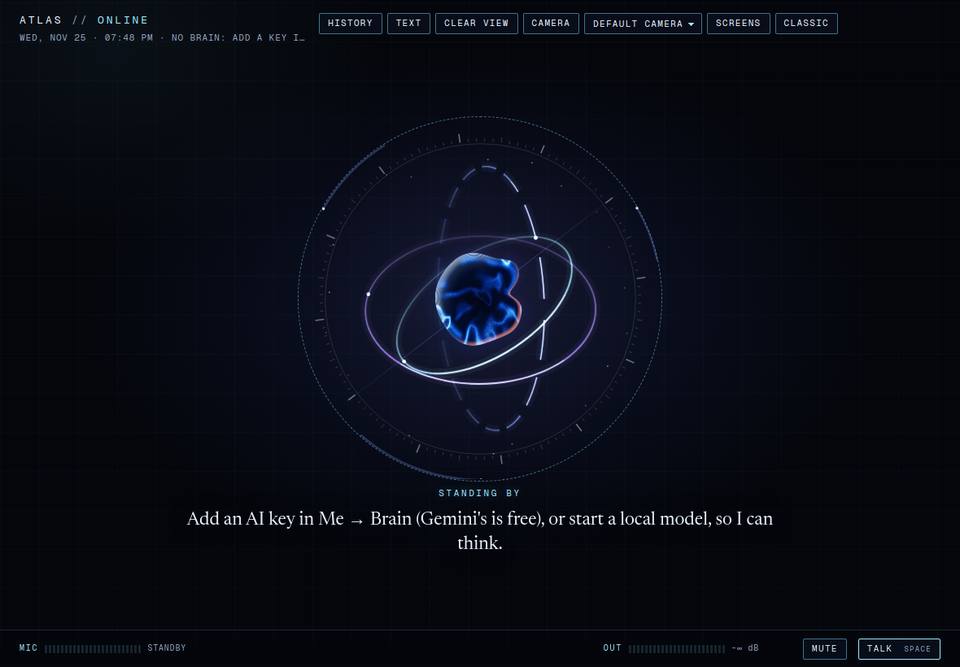 ATLAS // ONLINE
WED, NOV 25 · 07:48 PM · NO BRAIN: ADD A KEY I…
HISTORY
TEXT
CLEAR VIEW
CAMERA
DEFAULT CAMERA
SCREENS
CLASSIC
STANDING BY
Add an AI key in Me → Brain (Gemini's is free), or start a local model, so I can
think.
MIC
STANDBY
OUT
-∞ dB
MUTE
TALK SPACE